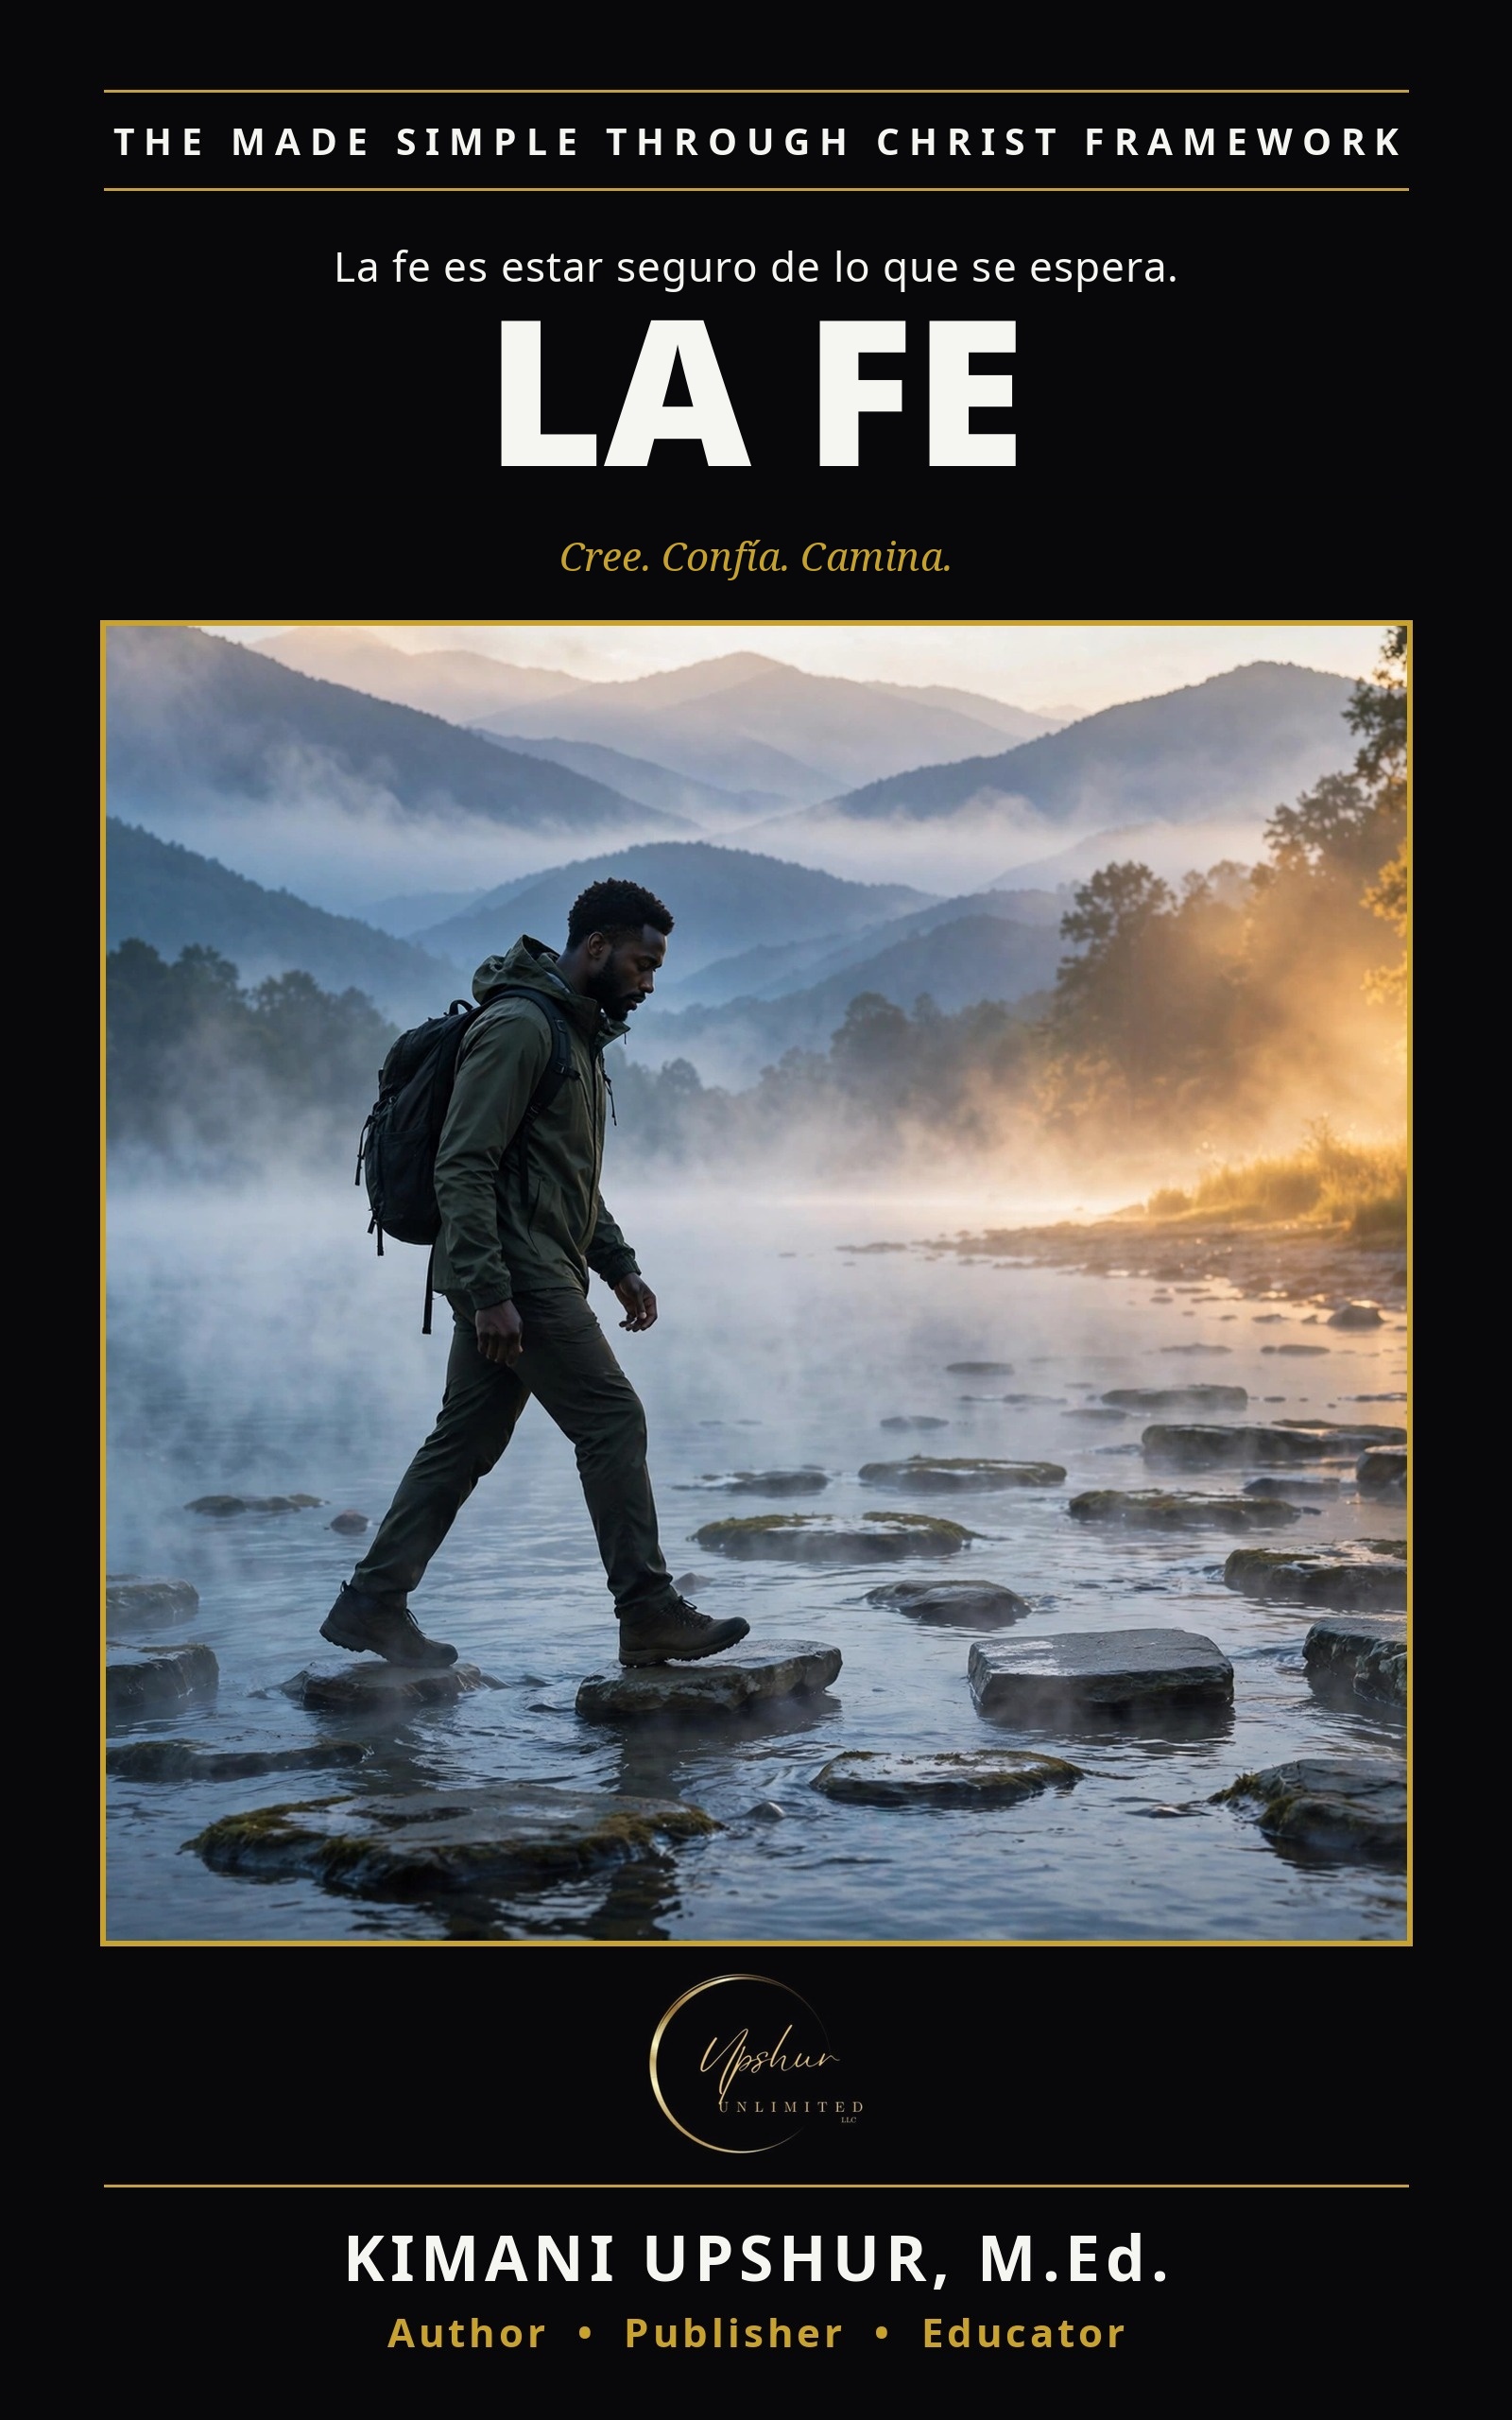 THE MADE SIMPLE THROUGH CHRIST FRAMEWORK
La fe es estar seguro de lo que se espera.
LA FE
Cree. Confía. Camina.
Upshur
UNLIMITED
LLC
KIMANI UPSHUR, M.Ed.
Author • Publisher • Educator